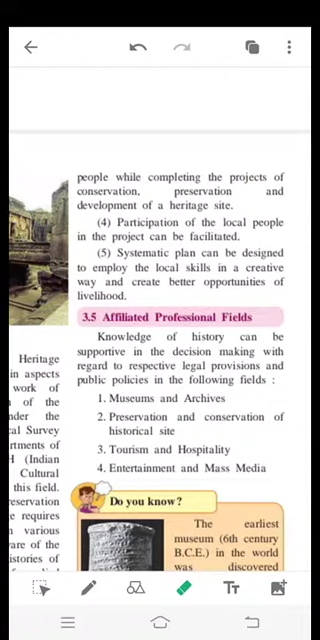 people while completing the projects of
conservation, preservation and
development of a heritage site.
(4) Participation of the local people
in the project can be facilitated.
(5) Systematic plan can be designed
to employ the local skills in a creative
way and create better opportunities of
livelihood.
3.5 Affiliated Professional Fields
Knowledge of history can be
supportive in the decision making with
regard to respective legal provisions and
public policies in the following fields :
1. Museums and Archives
2. Preservation and conservation of
historical site
3. Tourism and Hospitality
4. Entertainment and Mass Media
Do you know?
The earliest
museum (6th century
B.C.E.) in the world
was discovered
Heritage
in aspects
work of
of the
the
Survey
of
(Indian
Cultural
this field.
requires
various
of the
of
Tт